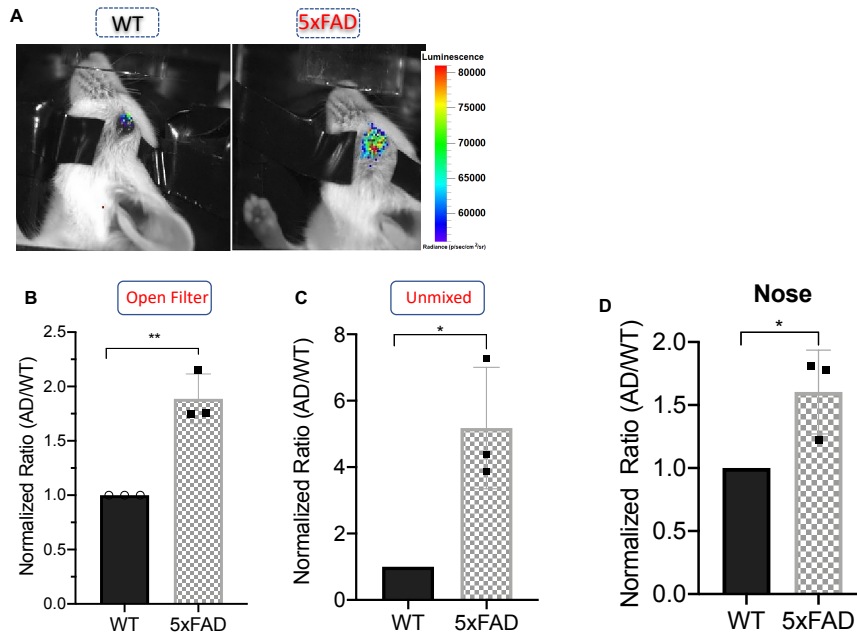 A
WT
5xFAD
Luminescence
80000
75000
70000
65000
60000
Radiance (p/sec/cm²/sr)
B
Open Filter
Normalized Ratio (AD/WT)
2.5
2.0
1.5
1.0
0.5
0.0
**
WT
5xFAD
C
Unmixed
Normalized Ratio (AD/WT)
8
6
4
2
0
*
WT
5xFAD
D
Nose
Normalized Ratio (AD/WT)
2.0
1.5
1.0
0.5
0.0
*
WT
5xFAD